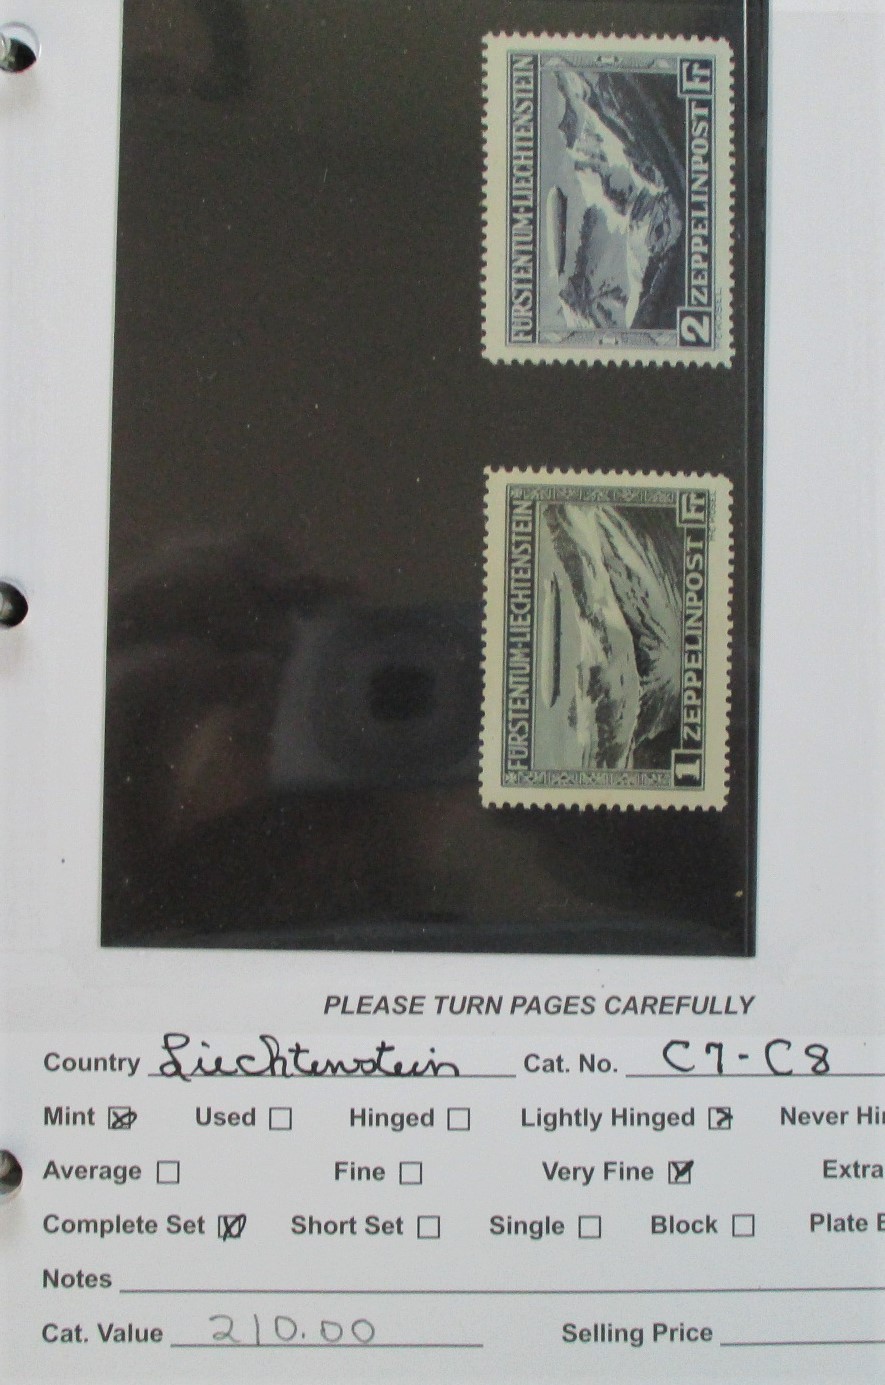 FÜRSTENTUM·LIECHTENSTEIN
2 ZEPPELINPOST Fr
FÜRSTENTUM·LIECHTENSTEIN
1 ZEPPELINPOST Fr
PLEASE TURN PAGES CAREFULLY
Country Liechtenstein Cat. No. C7-C8
Mint Used Hinged Lightly Hinged Never
Average Fine Very Fine Extra
Complete Set Short Set Single Block Plate
Notes
Cat. Value 210.00 Selling Price